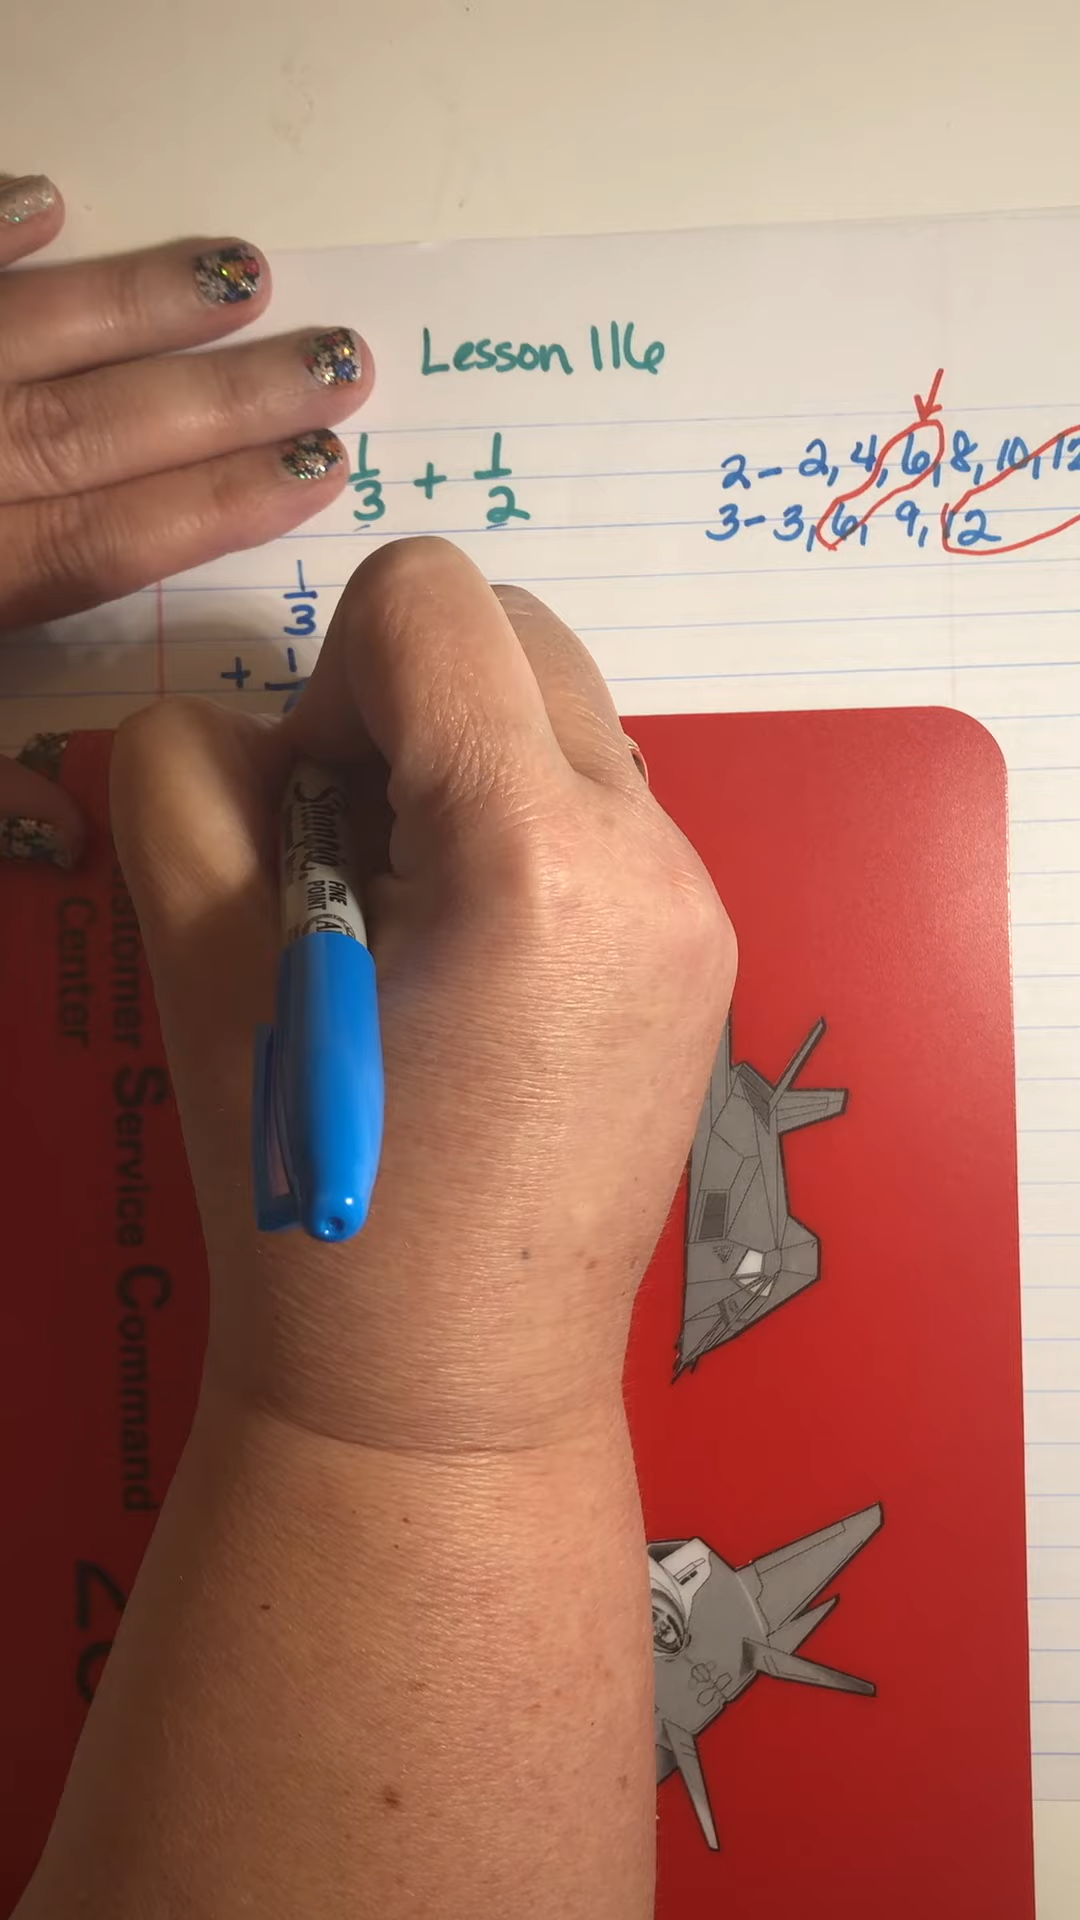 Lesson 116
1/3 + 1/2
2 - 2, 4, 6, 8, 10, 12
3 - 3, 6, 9, 12
1/3
+ 1
Sharpie
FINE
POINT
Service Command
Center